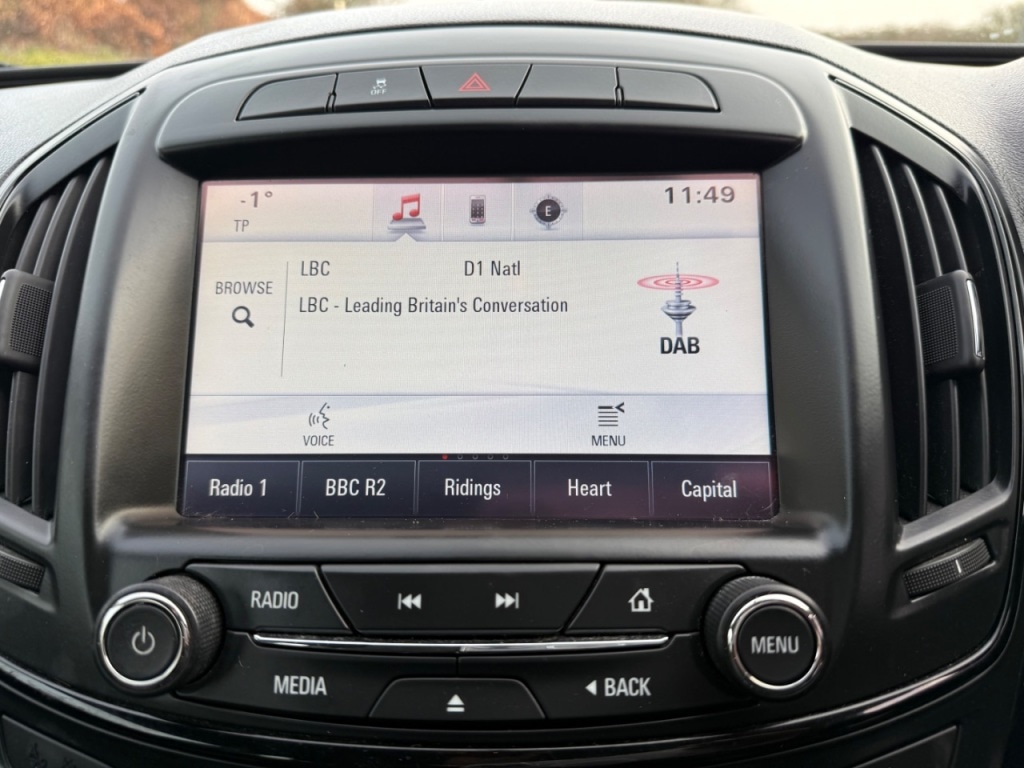 OFF
-1°
TP
E
11:49
BROWSE
LBC D1 Natl
LBC - Leading Britain's Conversation
DAB
VOICE
MENU
Radio 1
BBC R2
Ridings
Heart
Capital
RADIO
MENU
MEDIA
BACK